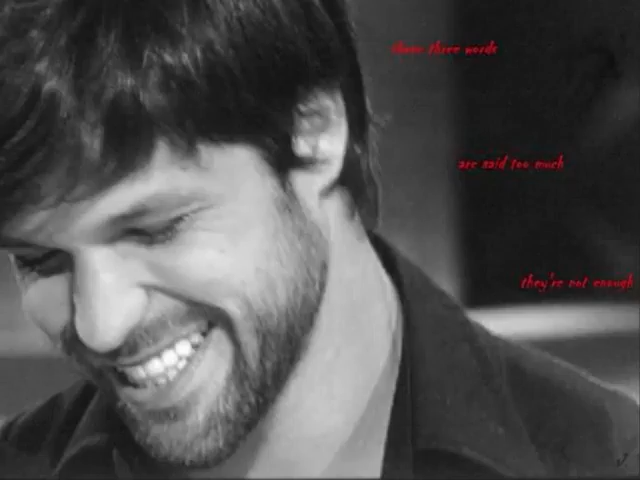 those three words
are said too much
they're not enough